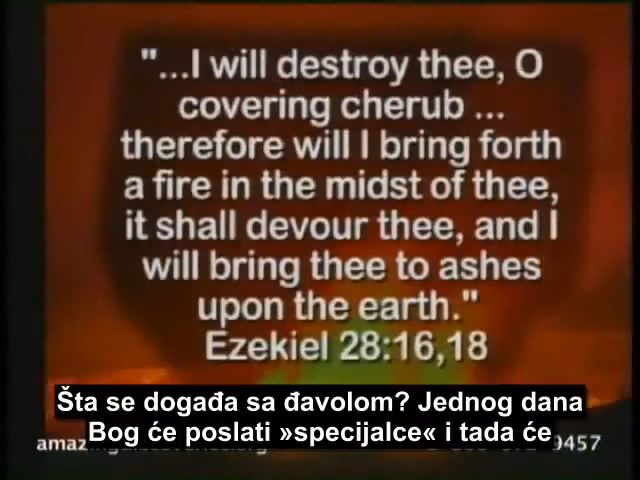 "...I will destroy thee, O
covering cherub ...
therefore will I bring forth
a fire in the midst of thee,
it shall devour thee, and I
will bring thee to ashes
upon the earth."
Ezekiel 28:16,18
Šta se događa sa đavolom? Jednog dana
Bog će poslati »specijalce« i tada će